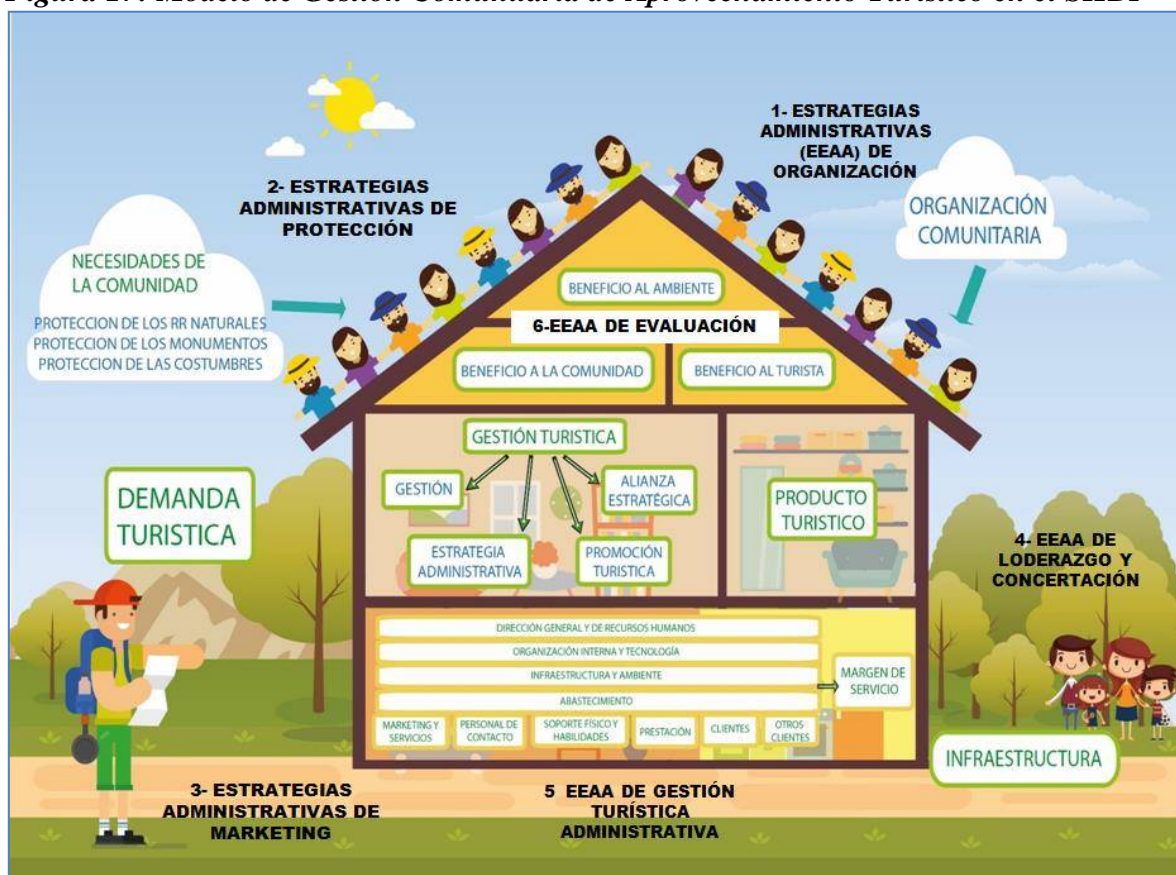 1- ESTRATEGIAS
ADMINISTRATIVAS
(EEAA) DE
ORGANIZACIÓN
2- ESTRATEGIAS
ADMINISTRATIVAS DE
PROTECCIÓN
ORGANIZACIÓN
COMUNITARIA
NECESIDADES DE
LA COMUNIDAD
PROTECCION DE LOS RR NATURALES
PROTECCION DE LOS MONUMENTOS
PROTECCION DE LAS COSTUMBRES
BENEFICIO AL AMBIENTE
6-EEAA DE EVALUACIÓN
BENEFICIO A LA COMUNIDAD
BENEFICIO AL TURISTA
GESTIÓN TURISTICA
GESTIÓN
ALIANZA
ESTRATÉGICA
ESTRATEGIA
ADMINISTRATIVA
PROMOCIÓN
TURISTICA
PRODUCTO
TURISTICO
DEMANDA
TURISTICA
4- EEAA DE
LODERAZGO Y
CONCERTACIÓN
DIRECCIÓN GENERAL Y DE RECURSOS HUMANOS
ORGANIZACIÓN INTERNA Y TECNOLOGÍA
INFRAESTRUCTURA Y AMBIENTE
ABASTECIMIENTO
MARKETING Y
SERVICIOS
PERSONAL DE
CONTACTO
SOPORTE FÍSICO Y
HABILIDADES
PRESTACIÓN
CLIENTES
OTROS
CLIENTES
MARGEN DE
SERVICIO
INFRAESTRUCTURA
3- ESTRATEGIAS
ADMINISTRATIVAS DE
MARKETING
5 EEAA DE GESTIÓN
TURÍSTICA
ADMINISTRATIVA